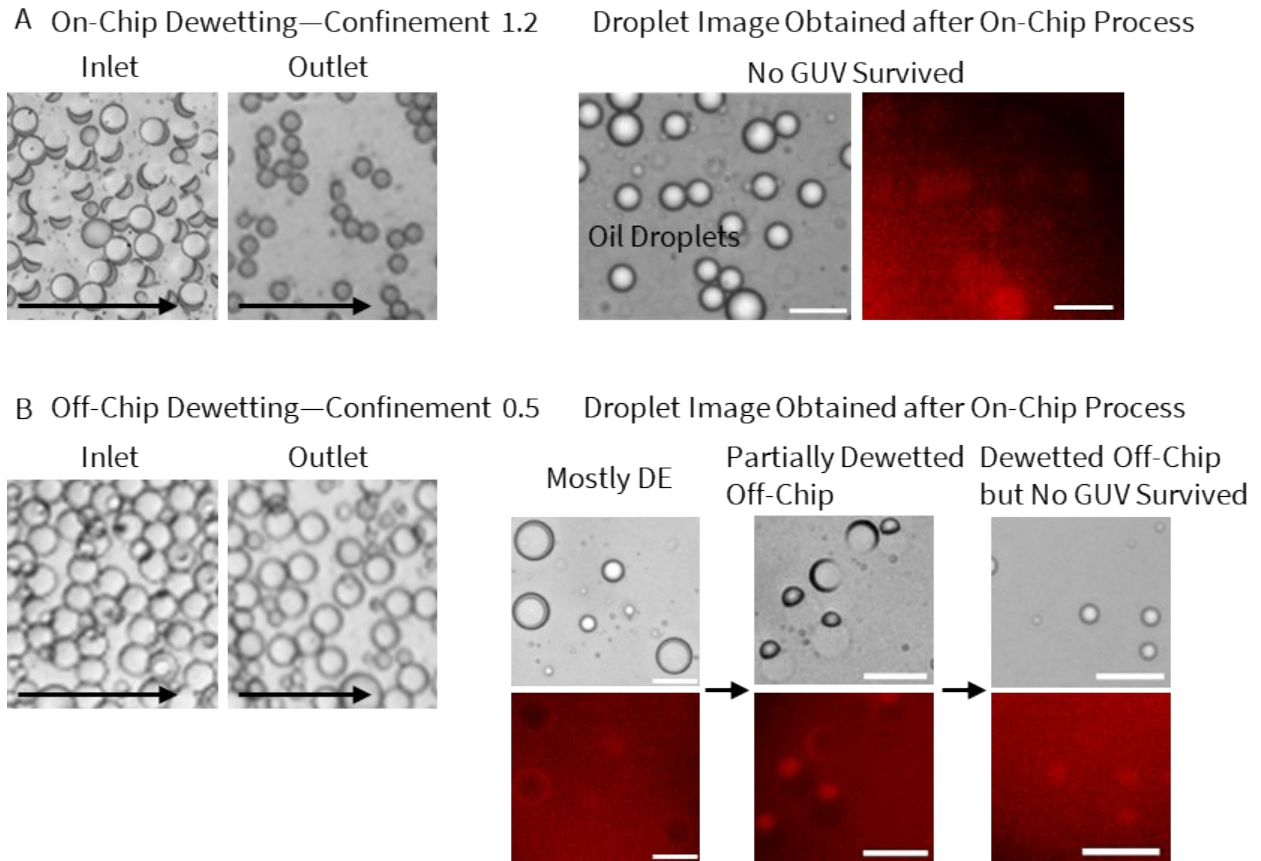 A On-Chip Dewetting—Confinement 1.2
Droplet Image Obtained after On-Chip Process
Inlet
Outlet
No GUV Survived
Oil Droplets
B Off-Chip Dewetting—Confinement 0.5
Droplet Image Obtained after On-Chip Process
Inlet
Outlet
Mostly DE
Partially Dewetted
Off-Chip
Dewetted Off-Chip
but No GUV Survived